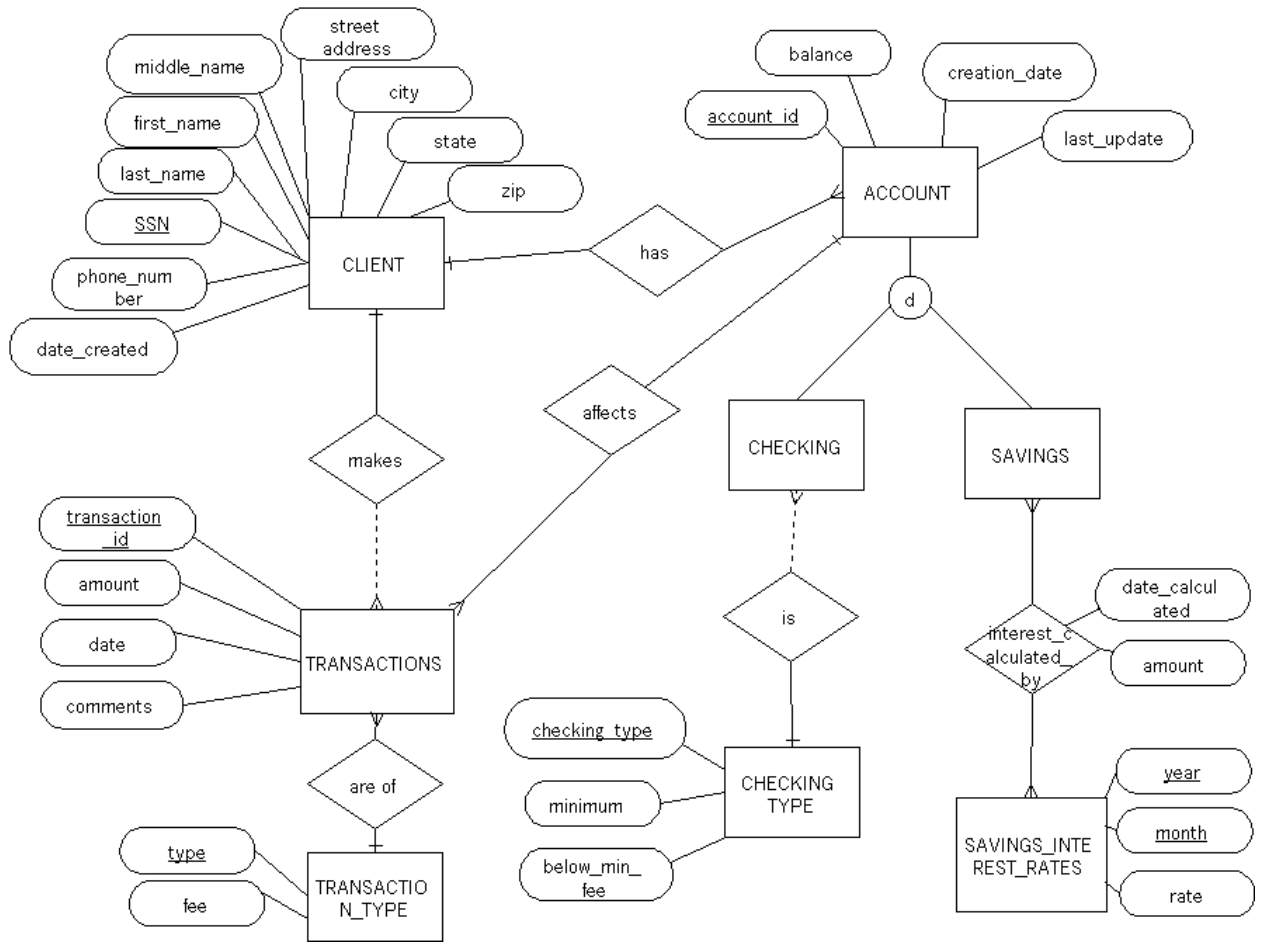 street
address
middle_name
city
first_name
state
last_name
zip
SSN
CLIENT
phone_num
ber
date_created
balance
creation_date
account_id
last_update
ACCOUNT
has
d
affects
makes
CHECKING
SAVINGS
transaction
_id
amount
date
comments
TRANSACTIONS
is
date_calcul
ated
interest_c
alculated_
by
amount
are of
checking_type
minimum
below_min_
fee
CHECKING
TYPE
year
month
rate
SAVINGS_INTE
REST_RATES
type
fee
TRANSACTIO
N_TYPE